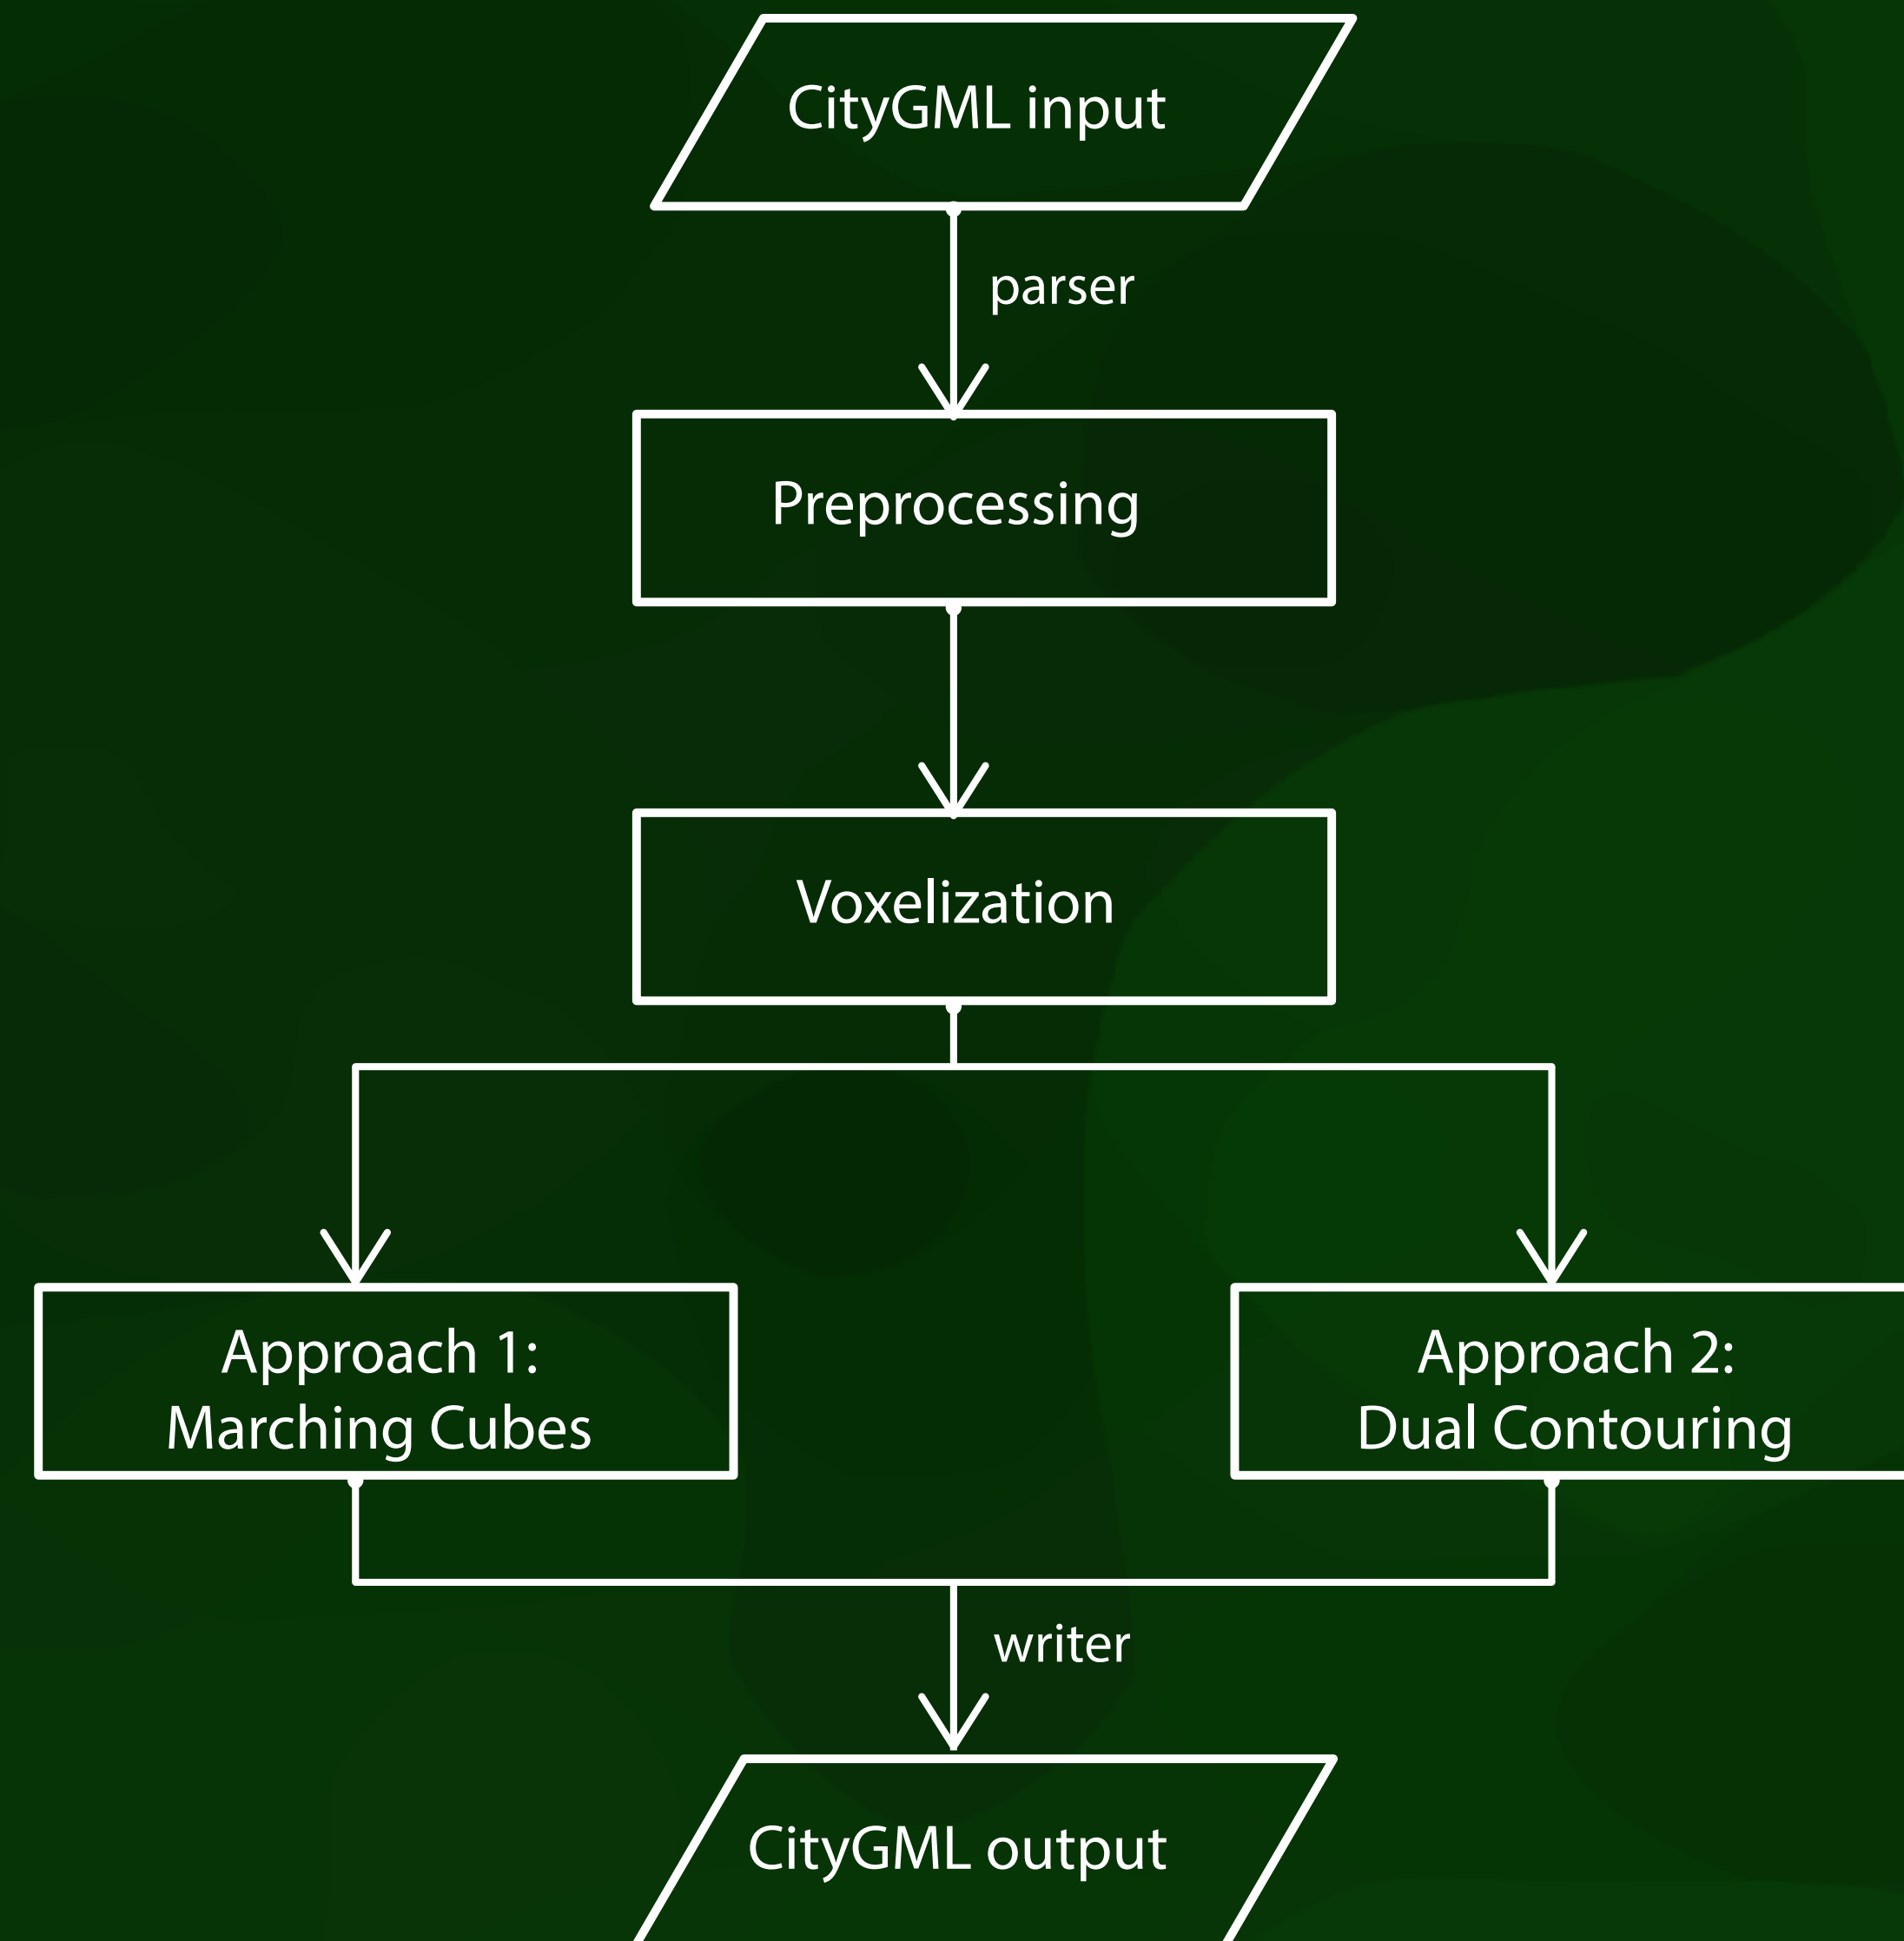 CityGML input
parser
Preprocessing
Voxelization
Approach 1:
Marching Cubes
Approach 2:
Dual Contouring
writer
CityGML output